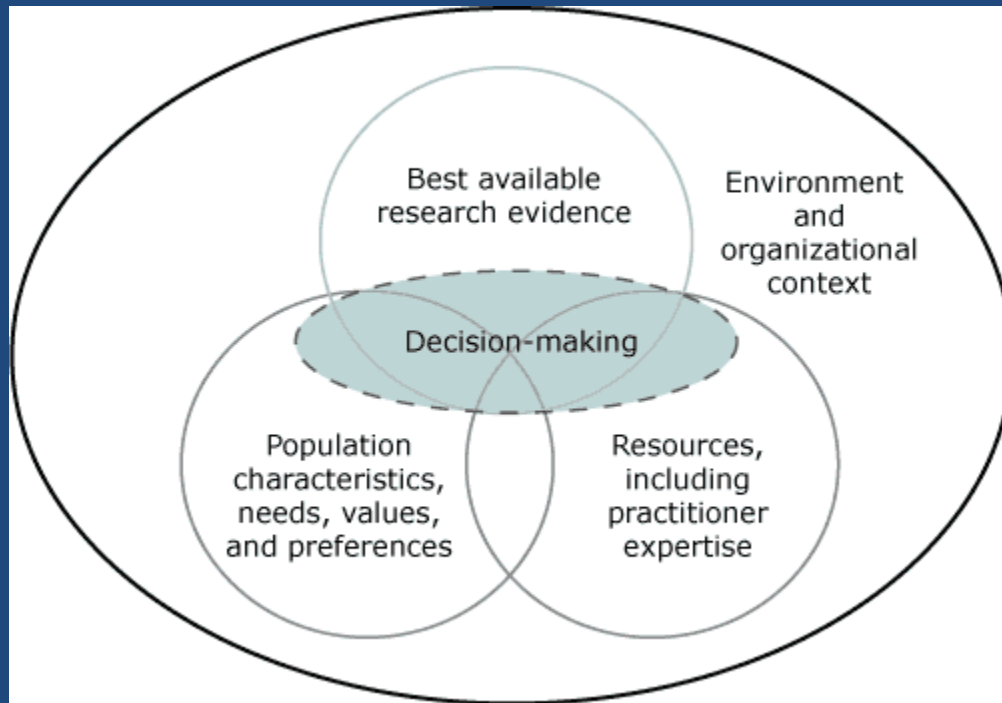 Best available
research evidence
Environment
and
organizational
context
Decision-making
Population
characteristics,
needs, values,
and preferences
Resources,
including
practitioner
expertise